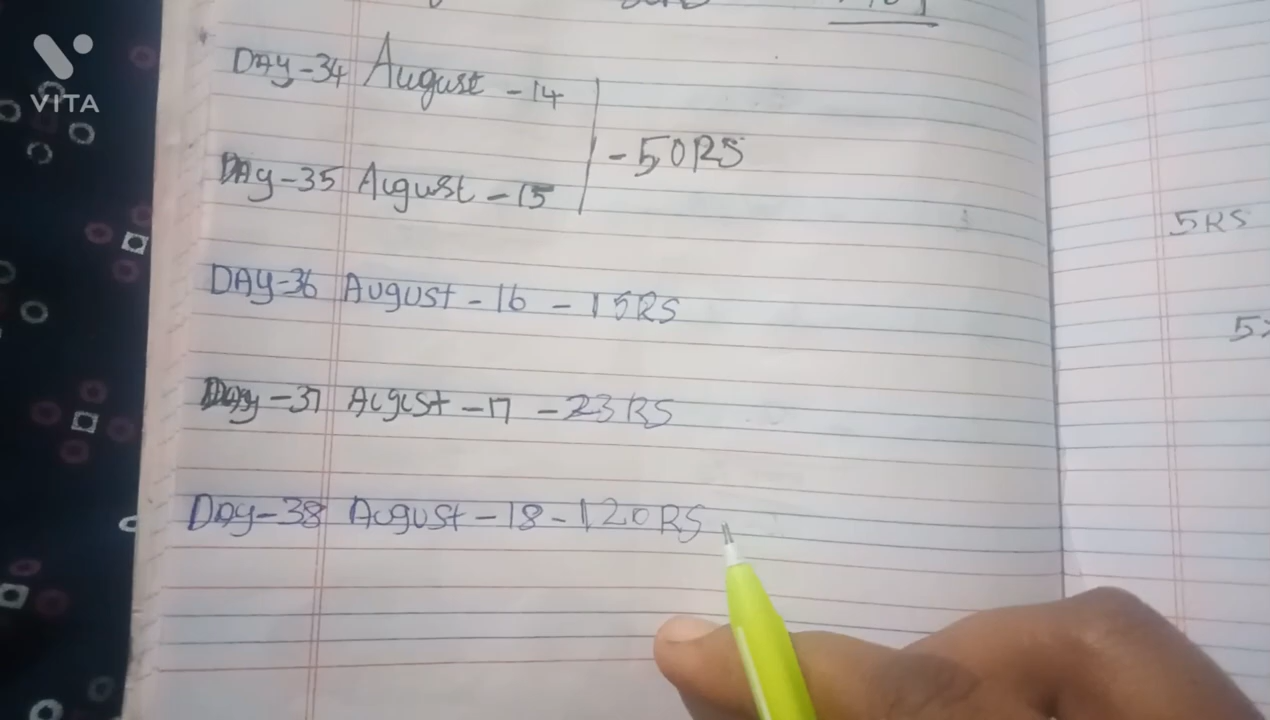 VITA
DAY-34 August -14
-50RS
DAy-35 August -15
5RS
DAY-36 August - 16 - 15RS
Day-37 August -17 -23RS
Day-38 August -18 -120RS